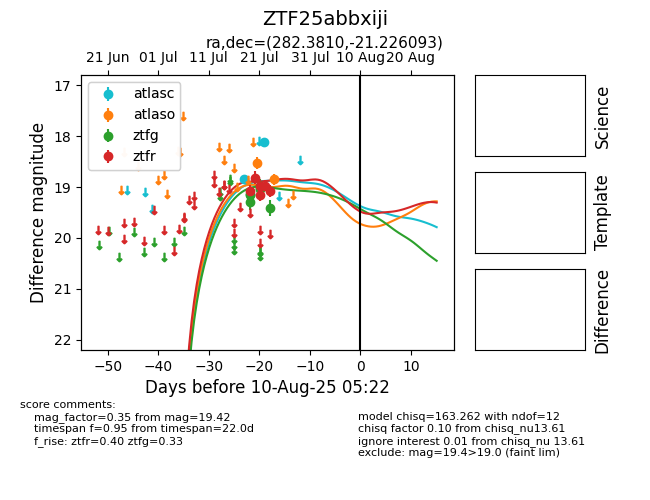 ZTF25abbxiji
ra,dec=(282.3810,-21.226093)
21 Jun 01 Jul 11 Jul 21 Jul 31 Jul 10 Aug 20 Aug
17
18
19
20
21
22
Difference magnitude
atlasc
atlaso
ztfg
ztfr
−50 −40 −30 −20 −10 0 10
Days before 10-Aug-25 05:22
Science
Template
Difference
score comments:
mag_factor=0.35 from mag=19.42
timespan f=0.95 from timespan=22.0d
f_rise: ztfr=0.40 ztfg=0.33
model chisq=163.262 with ndof=12
chisq factor 0.10 from chisq_nu13.61
ignore interest 0.01 from chisq_nu 13.61
exclude: mag=19.4>19.0 (faint lim)